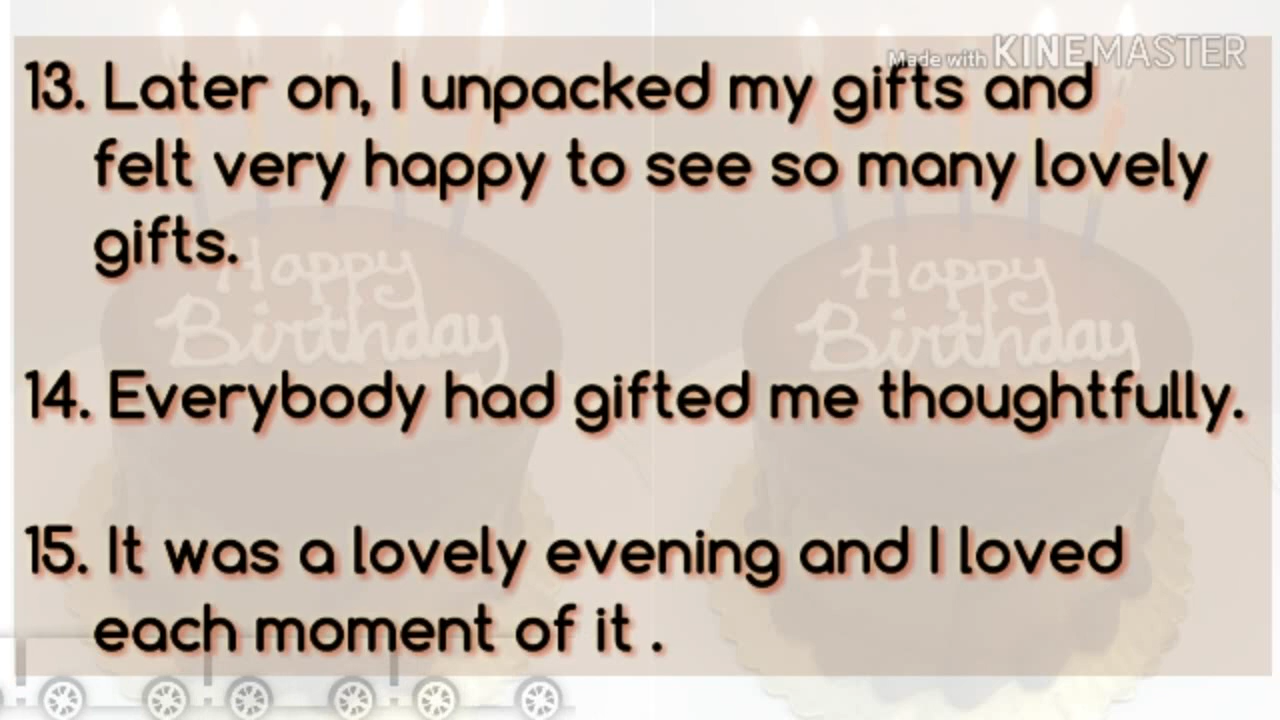 Made with KINEMASTER
13. Later on, I unpacked my gifts and
felt very happy to see so many lovely
gifts.
Happy Happy
Birthday Birthday
14. Everybody had gifted me thoughtfully.
15. It was a lovely evening and I loved
each moment of it .